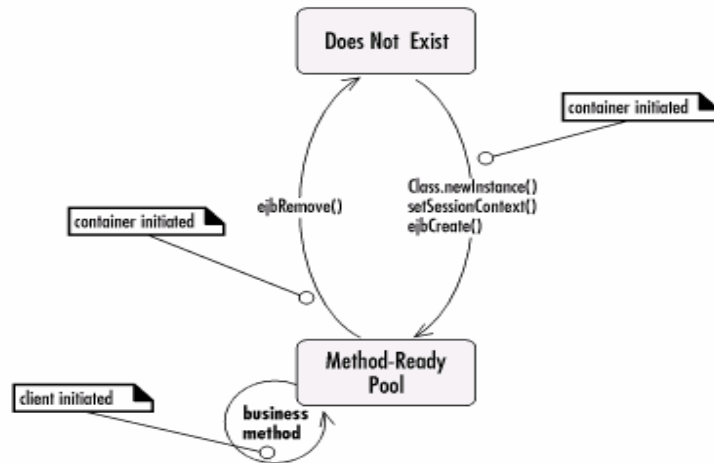 Does Not Exist
container initiated
Class.newInstance()
setSessionContext()
ejbCreate()
ejbRemove()
container initiated
Method-Ready
Pool
client initiated
business
method